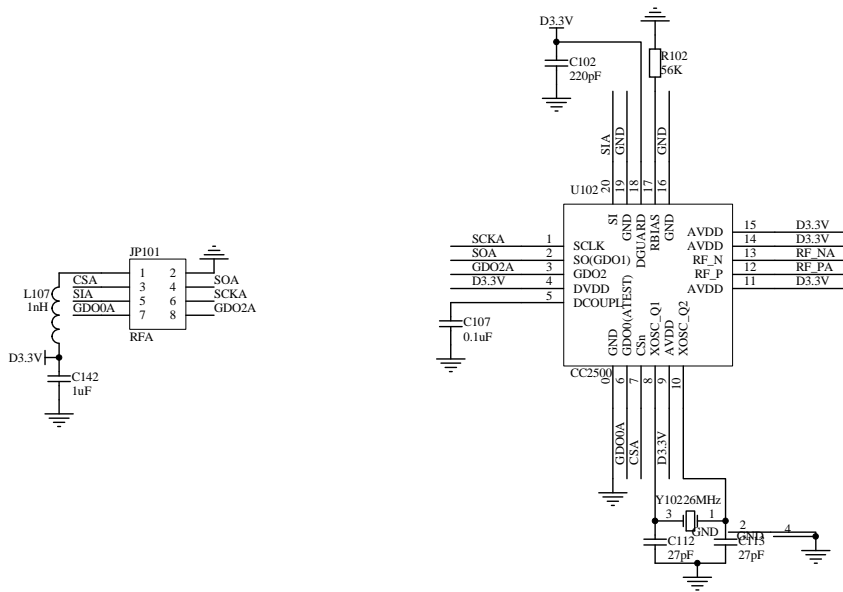 D3.3V
C102
220pF
R102
56K
SIA
GND
GND
20
19
18
17
16
U102
SI
GND
DGUARD
RBIAS
GND
SCKA 1 SCLK
SOA 2 SO(GDO1)
GDO2A 3 GDO2
D3.3V 4 DVDD
5 DCOUPL
AVDD 15 D3.3V
AVDD 14 D3.3V
RF_N 13 RF_NA
RF_P 12 RF_PA
AVDD 11 D3.3V
C107
0.1uF
GND
GDO0(ATEST)
CSn
XOSC_Q1
AVDD
XOSC_Q2
CC2500
0
6
7
8
9
10
GDO0A
CSA
D3.3V
JP101
1 2
CSA 3 4 SOA
SIA 5 6 SCKA
GDO0A 7 8 GDO2A
RFA
L107
1nH
D3.3V
C142
1uF
Y10226MHz
3 1
GND
2
GND
4
C112
27pF
C113
27pF